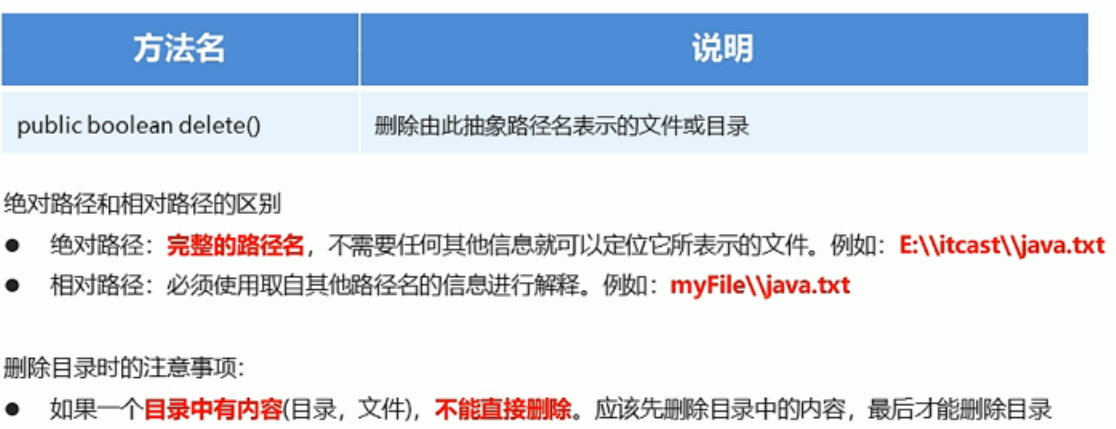 方法名 说明
public boolean delete() 删除由此抽象路径名表示的文件或目录
绝对路径和相对路径的区别
● 绝对路径：完整的路径名，不需要任何其他信息就可以定位它所表示的文件。例如：E:\\itcast\\java.txt
● 相对路径：必须使用取自其他路径名的信息进行解释。例如：myFile\\java.txt
删除目录时的注意事项:
● 如果一个目录中有内容(目录，文件)，不能直接删除。应该先删除目录中的内容，最后才能删除目录